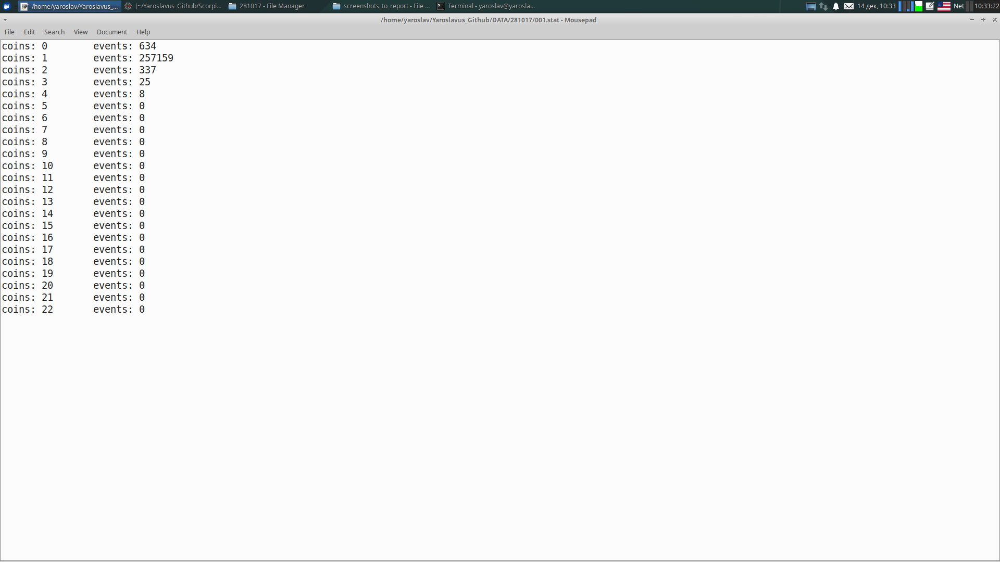 /home/yaroslav/Yaroslavus_... [~/Yaroslavus_Github/Scorpi... 281017 - File Manager screenshots_to_report - File ... Terminal - yaroslav@yarosla... 14 дек, 10:33 Net 10:33:22
/home/yaroslav/Yaroslavus_Github/DATA/281017/001.stat - Mousepad
File Edit Search View Document Help
coins: 0 events: 634
coins: 1 events: 257159
coins: 2 events: 337
coins: 3 events: 25
coins: 4 events: 8
coins: 5 events: 0
coins: 6 events: 0
coins: 7 events: 0
coins: 8 events: 0
coins: 9 events: 0
coins: 10 events: 0
coins: 11 events: 0
coins: 12 events: 0
coins: 13 events: 0
coins: 14 events: 0
coins: 15 events: 0
coins: 16 events: 0
coins: 17 events: 0
coins: 18 events: 0
coins: 19 events: 0
coins: 20 events: 0
coins: 21 events: 0
coins: 22 events: 0